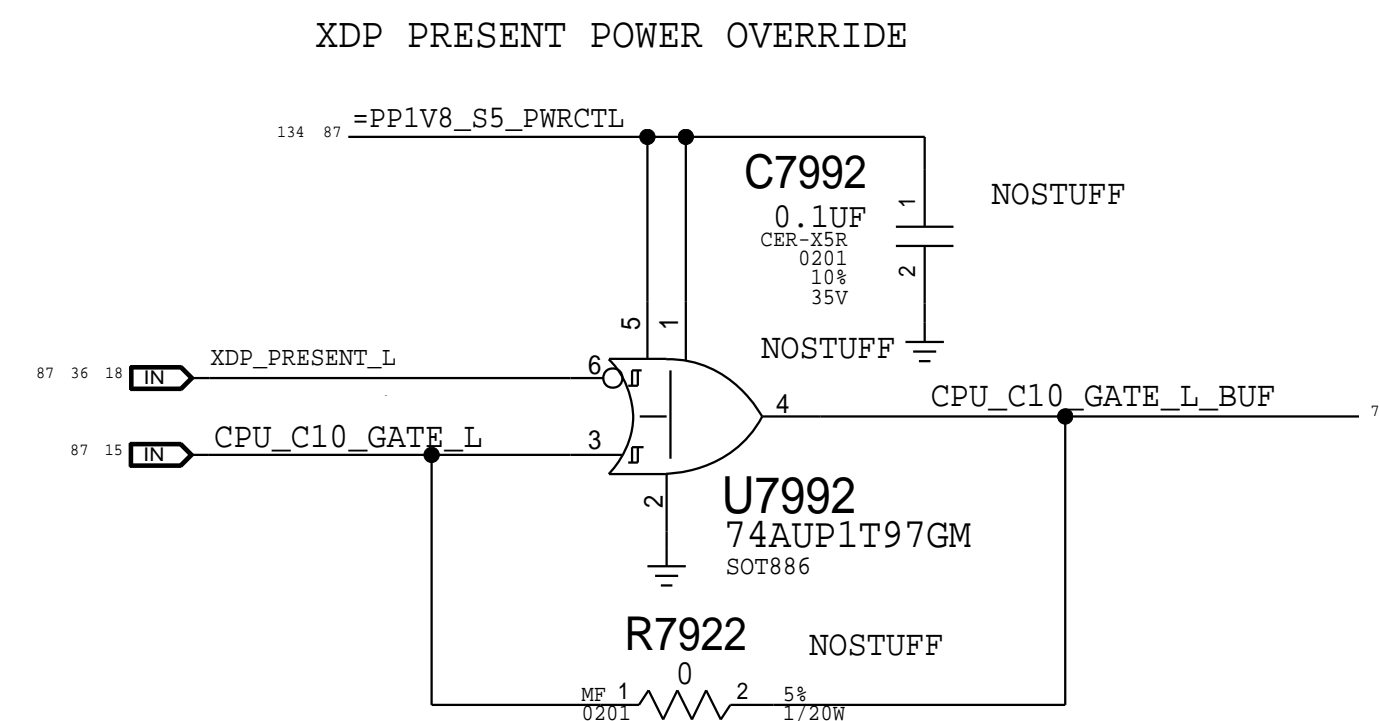 XDP PRESENT POWER OVERRIDE
134 87 =PP1V8_S5_PWRCTL
C7992
0.1UF
CER-X5R
0201
10%
35V
1
2
NOSTUFF
5 1
NOSTUFF
87 36 18 IN XDP_PRESENT_L 6
87 15 IN CPU_C10_GATE_L 3
4 CPU_C10_GATE_L_BUF 7
2
U7992
74AUP1T97GM
SOT886
R7922
0
NOSTUFF
MF 1 2 5%
0201 1/20W